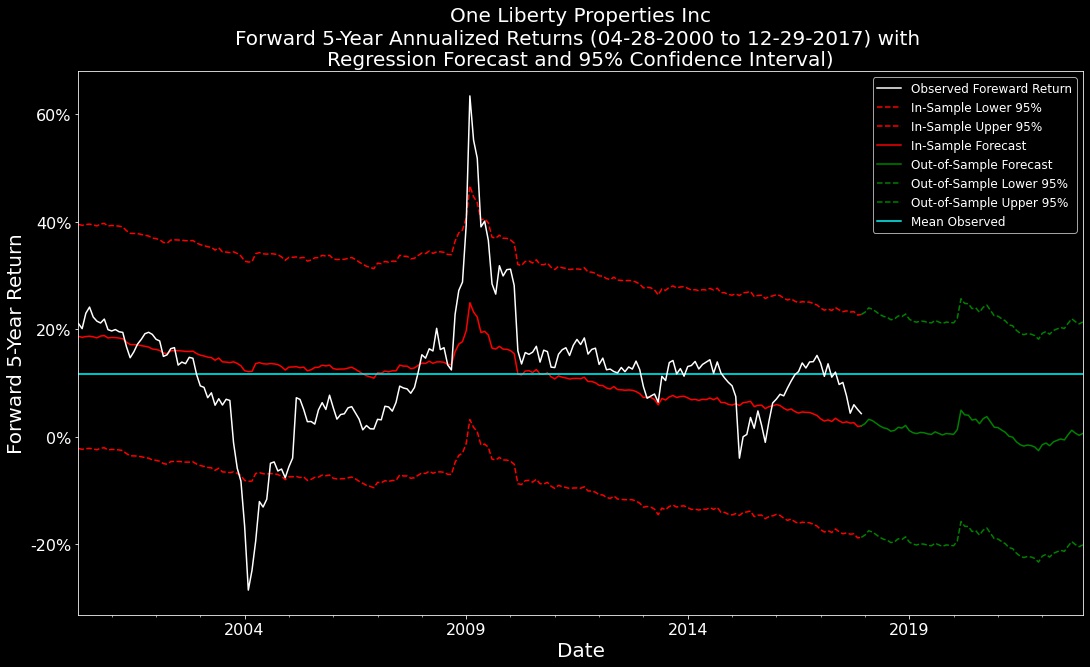 One Liberty Properties Inc
Forward 5-Year Annualized Returns (04-28-2000 to 12-29-2017) with
Regression Forecast and 95% Confidence Interval)
Observed Foreward Return
In-Sample Lower 95%
In-Sample Upper 95%
In-Sample Forecast
Out-of-Sample Forecast
Out-of-Sample Lower 95%
Out-of-Sample Upper 95%
Mean Observed
Forward 5-Year Return
60%
40%
20%
0%
-20%
2004
2009
2014
2019
Date